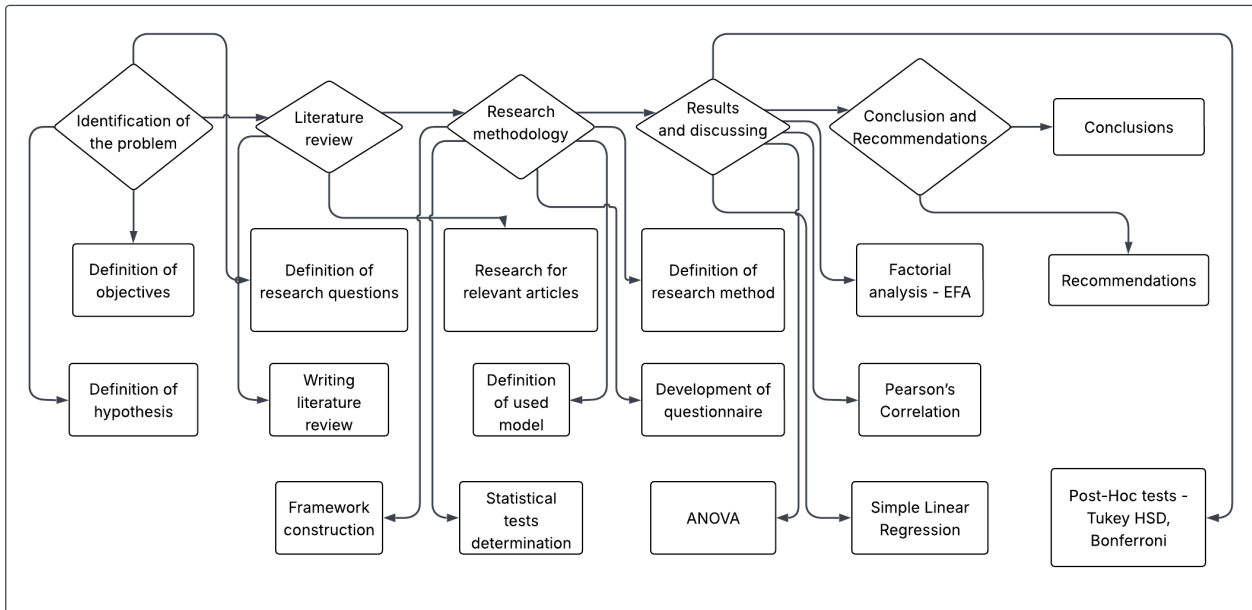 Identification of
the problem
Literature
review
Research
methodology
Results
and discussing
Conclusion and
Recommendations
Conclusions
Definition of
objectives
Definition of
research questions
Research for
relevant articles
Definition of
research method
Factorial
analysis - EFA
Recommendations
Definition of
hypothesis
Writing
literature
review
Definition
of used
model
Development of
questionnaire
Pearson's
Correlation
Framework
construction
Statistical
tests
determination
ANOVA
Simple Linear
Regression
Post-Hoc tests -
Tukey HSD,
Bonferroni